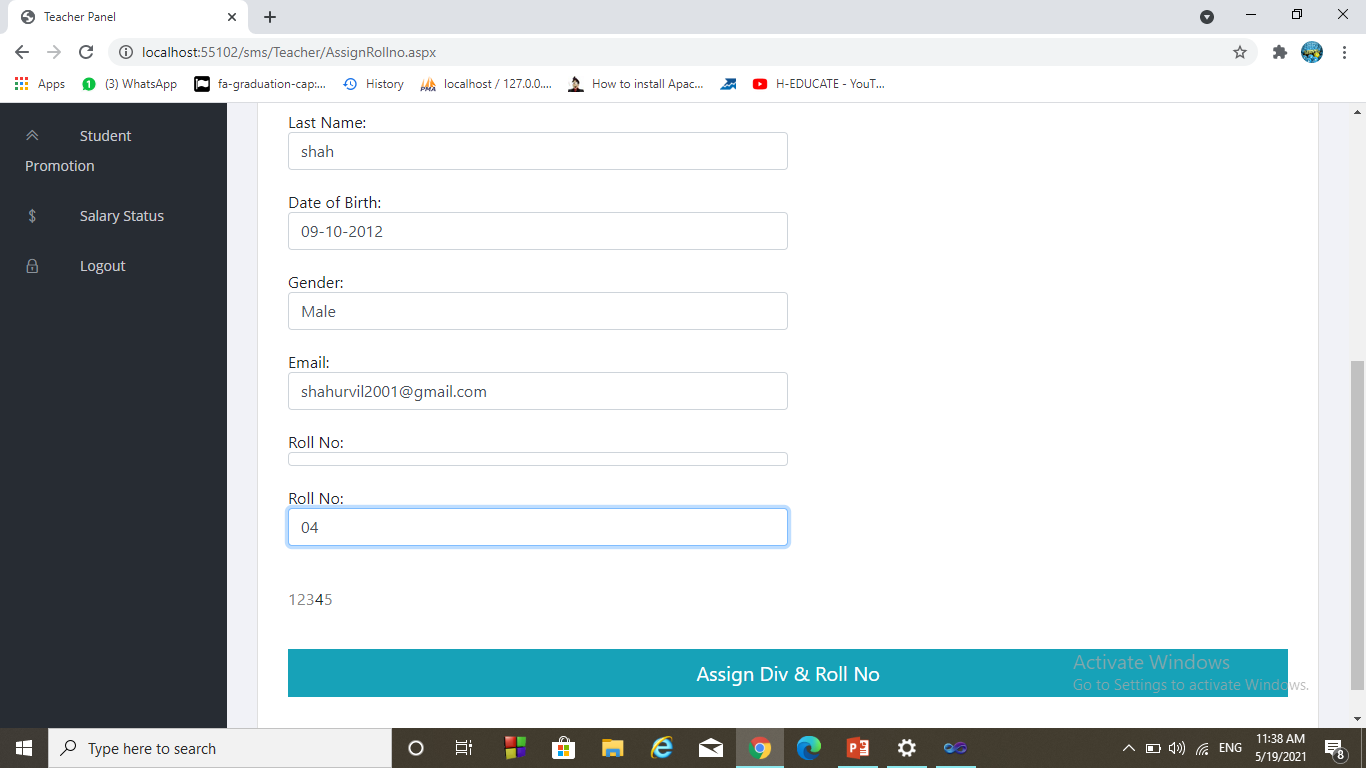 Teacher Panel
localhost:55102/sms/Teacher/AssignRollno.aspx
Apps
1
(3) WhatsApp
fa-graduation-cap:...
History
PMA
localhost / 127.0.0....
How to install Apac...
H-EDUCATE - YouT...
Student
Promotion
$ Salary Status
Logout
Last Name:
shah
Date of Birth:
09-10-2012
Gender:
Male
Email:
shahurvil2001@gmail.com
Roll No:
Roll No:
04
12345
Assign Div & Roll No
Activate Windows
Go to Settings to activate Windows.
Type here to search
ENG
11:38 AM
5/19/2021
8